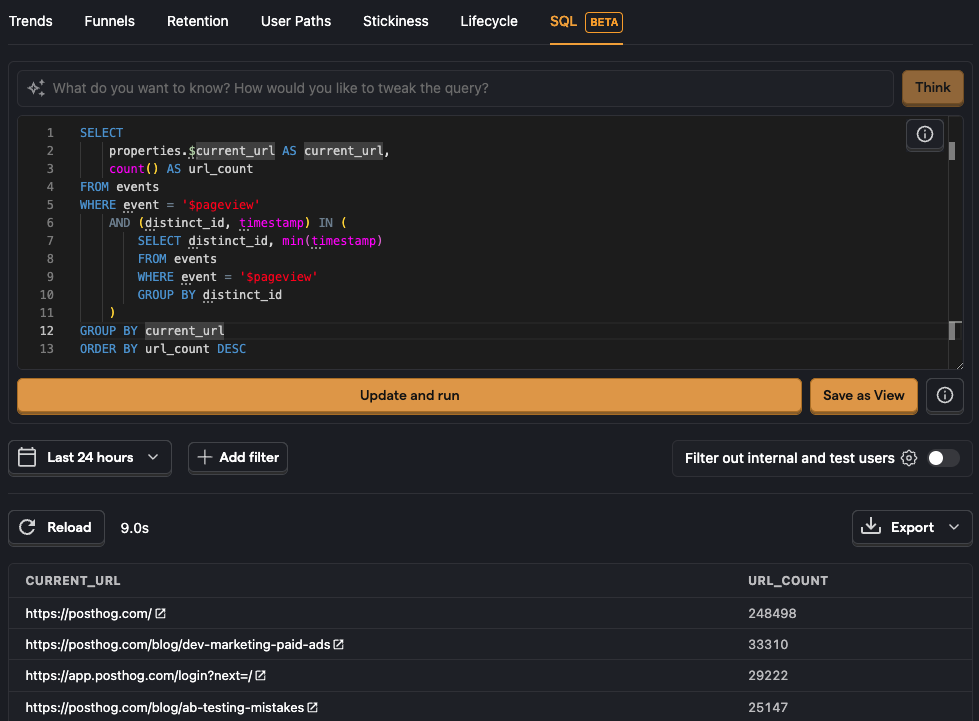 Trends Funnels Retention User Paths Stickiness Lifecycle SQL BETA
What do you want to know? How would you like to tweak the query? Think
1 SELECT
2 properties.$current_url AS current_url,
3 count() AS url_count
4 FROM events
5 WHERE event = '$pageview'
6 AND (distinct_id, timestamp) IN (
7 SELECT distinct_id, min(timestamp)
8 FROM events
9 WHERE event = '$pageview'
10 GROUP BY distinct_id
11 )
12 GROUP BY current_url
13 ORDER BY url_count DESC
Update and run Save as View
Last 24 hours Add filter Filter out internal and test users
Reload 9.0s Export
CURRENT_URL URL_COUNT
https://posthog.com/ 248498
https://posthog.com/blog/dev-marketing-paid-ads 33310
https://app.posthog.com/login?next=/ 29222
https://posthog.com/blog/ab-testing-mistakes 25147